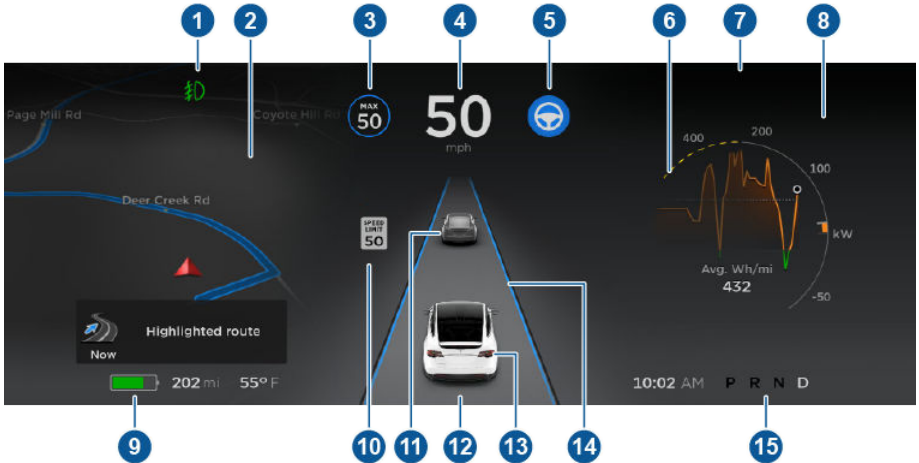 1 2 3 4 5 6 7 8
Page Mill Rd
Coyote Hill Rd
Deer Creek Rd
Highlighted route
Now
202 mi 55° F
MAX
50
50
mph
SPEED
LIMIT
50
400 200
100
kW
-50
Avg. Wh/mi
432
10:02 AM P R N D
9 10 11 12 13 14 15